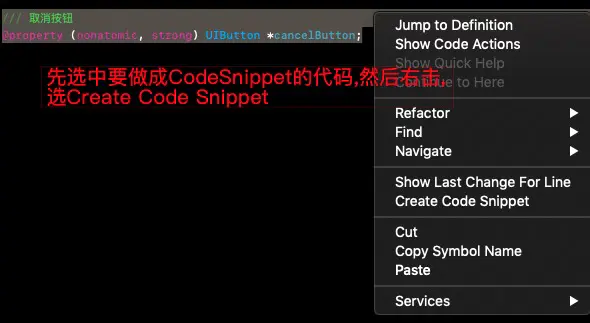 /// 取消按钮
@property (nonatomic, strong) UIButton *cancelButton;
先选中要做成CodeSnippet的代码,然后右击,
选Create Code Snippet
Jump to Definition
Show Code Actions
Show Quick Help
Continue to Here
Refactor
Find
Navigate
Show Last Change For Line
Create Code Snippet
Cut
Copy Symbol Name
Paste
Services